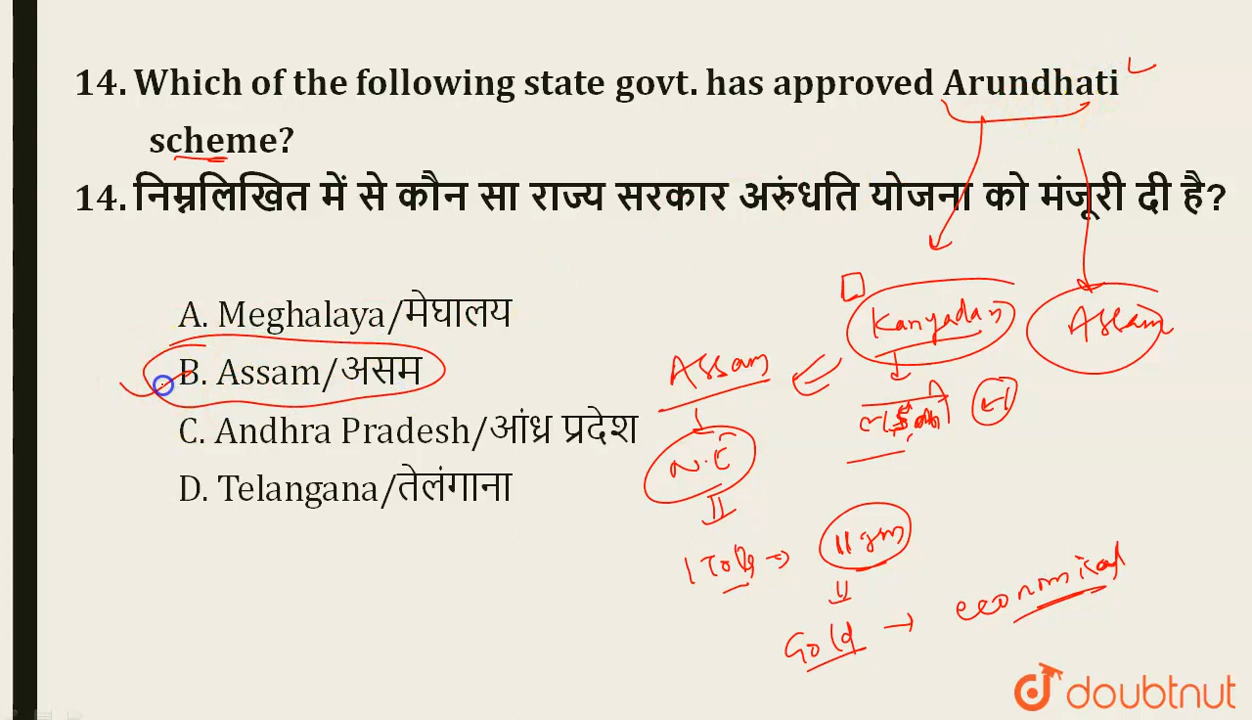 14. Which of the following state govt. has approved Arundhati
scheme?
14. निम्नलिखित में से कौन सा राज्य सरकार अरुंधति योजना को मंजूरी दी है?
A. Meghalaya/मेघालय
B. Assam/असम
C. Andhra Pradesh/आंध्र प्रदेश
D. Telangana/तेलंगाना
Kanyadan
Assam
Assam
N.E
1 Tola → 11 gm
Gold → economical
doubtnut